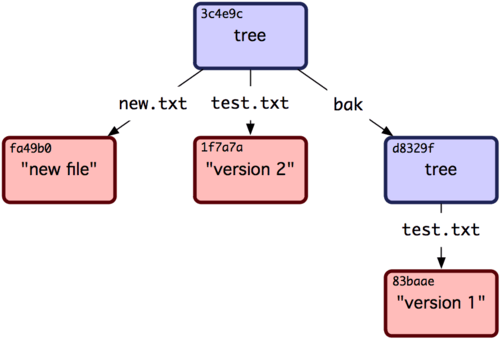 3c4e9c
tree
new.txt test.txt bak
fa49b0
"new file"
1f7a7a
"version 2"
d8329f
tree
test.txt
83baae
"version 1"